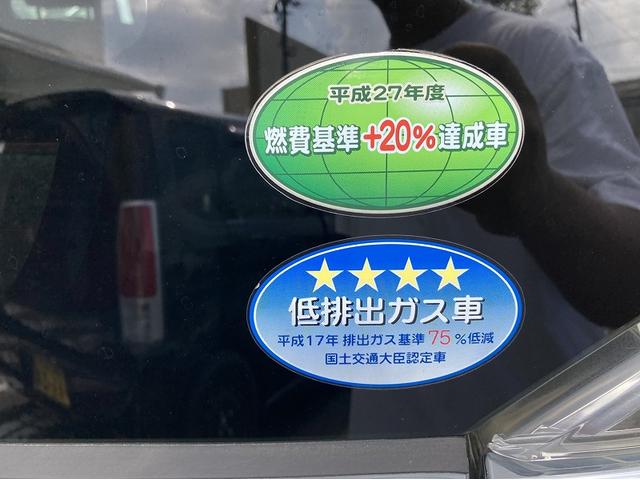 平成27年度
燃費基準+20%達成車
★★★★
低排出ガス車
平成17年 排出ガス基準 75 %低減
国土交通大臣認定車